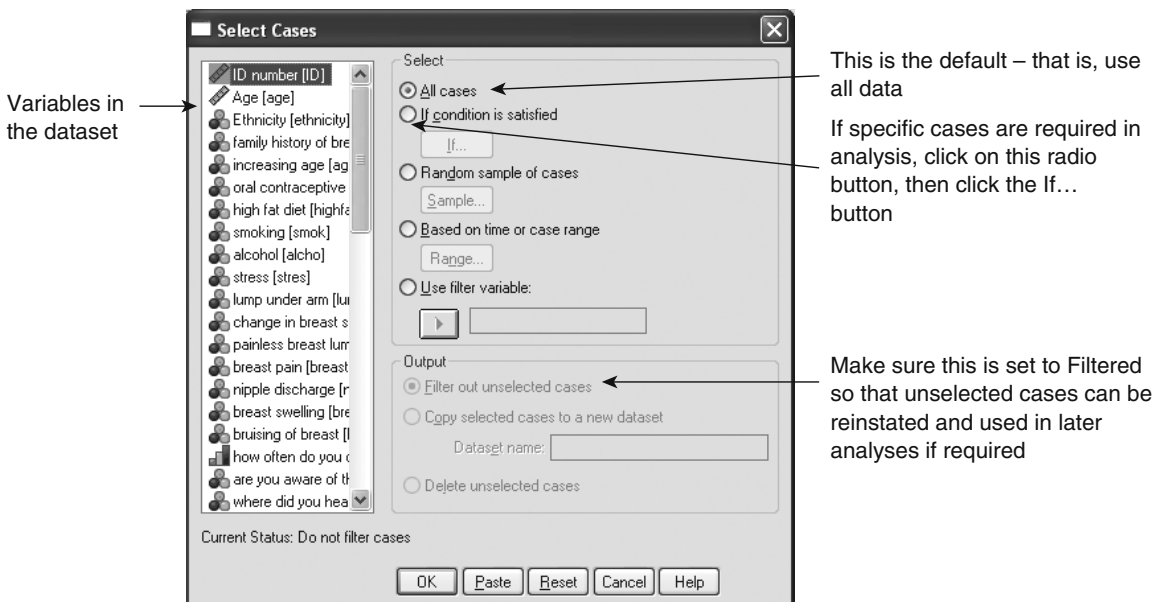 Select Cases
Variables in
the dataset
ID number [ID]
Age [age]
Ethnicity [ethnicity]
family history of bre
increasing age [ag
oral contraceptive
high fat diet [highfa
smoking [smok]
alcohol [alcho]
stress [stres]
lump under arm [lu
change in breast s
painless breast lum
breast pain [breast
nipple discharge [r
breast swelling [bre
bruising of breast [
how often do you
are you aware of th
where did you hea
Select
All cases
If condition is satisfied
If...
Random sample of cases
Sample...
Based on time or case range
Range...
Use filter variable:
Output
Filter out unselected cases
Copy selected cases to a new dataset
Dataset name:
Delete unselected cases
Current Status: Do not filter cases
OK
Paste
Reset
Cancel
Help
This is the default – that is, use
all data
If specific cases are required in
analysis, click on this radio
button, then click the If…
button
Make sure this is set to Filtered
so that unselected cases can be
reinstated and used in later
analyses if required